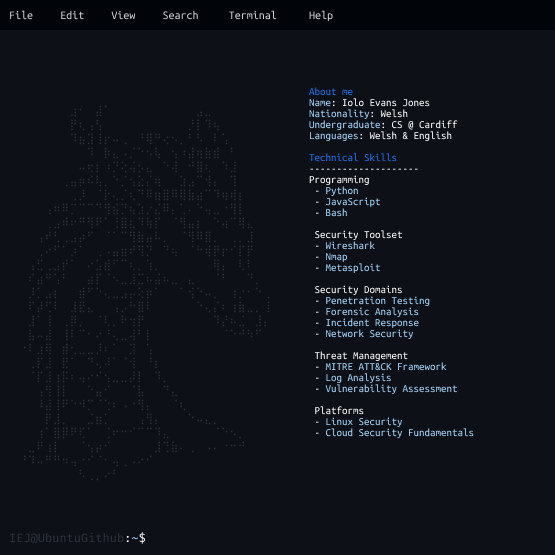 File Edit View Search Terminal Help
About me
Name: Iolo Evans Jones
Nationality: Welsh
Undergraduate: CS @ Cardiff
Languages: Welsh & English
Technical Skills
--------------------
Programming
- Python
- JavaScript
- Bash
Security Toolset
- Wireshark
- Nmap
- Metasploit
Security Domains
- Penetration Testing
- Forensic Analysis
- Incident Response
- Network Security
Threat Management
- MITRE ATT&CK Framework
- Log Analysis
- Vulnerability Assessment
Platforms
- Linux Security
- Cloud Security Fundamentals
IEJ@UbuntuGithub:~$